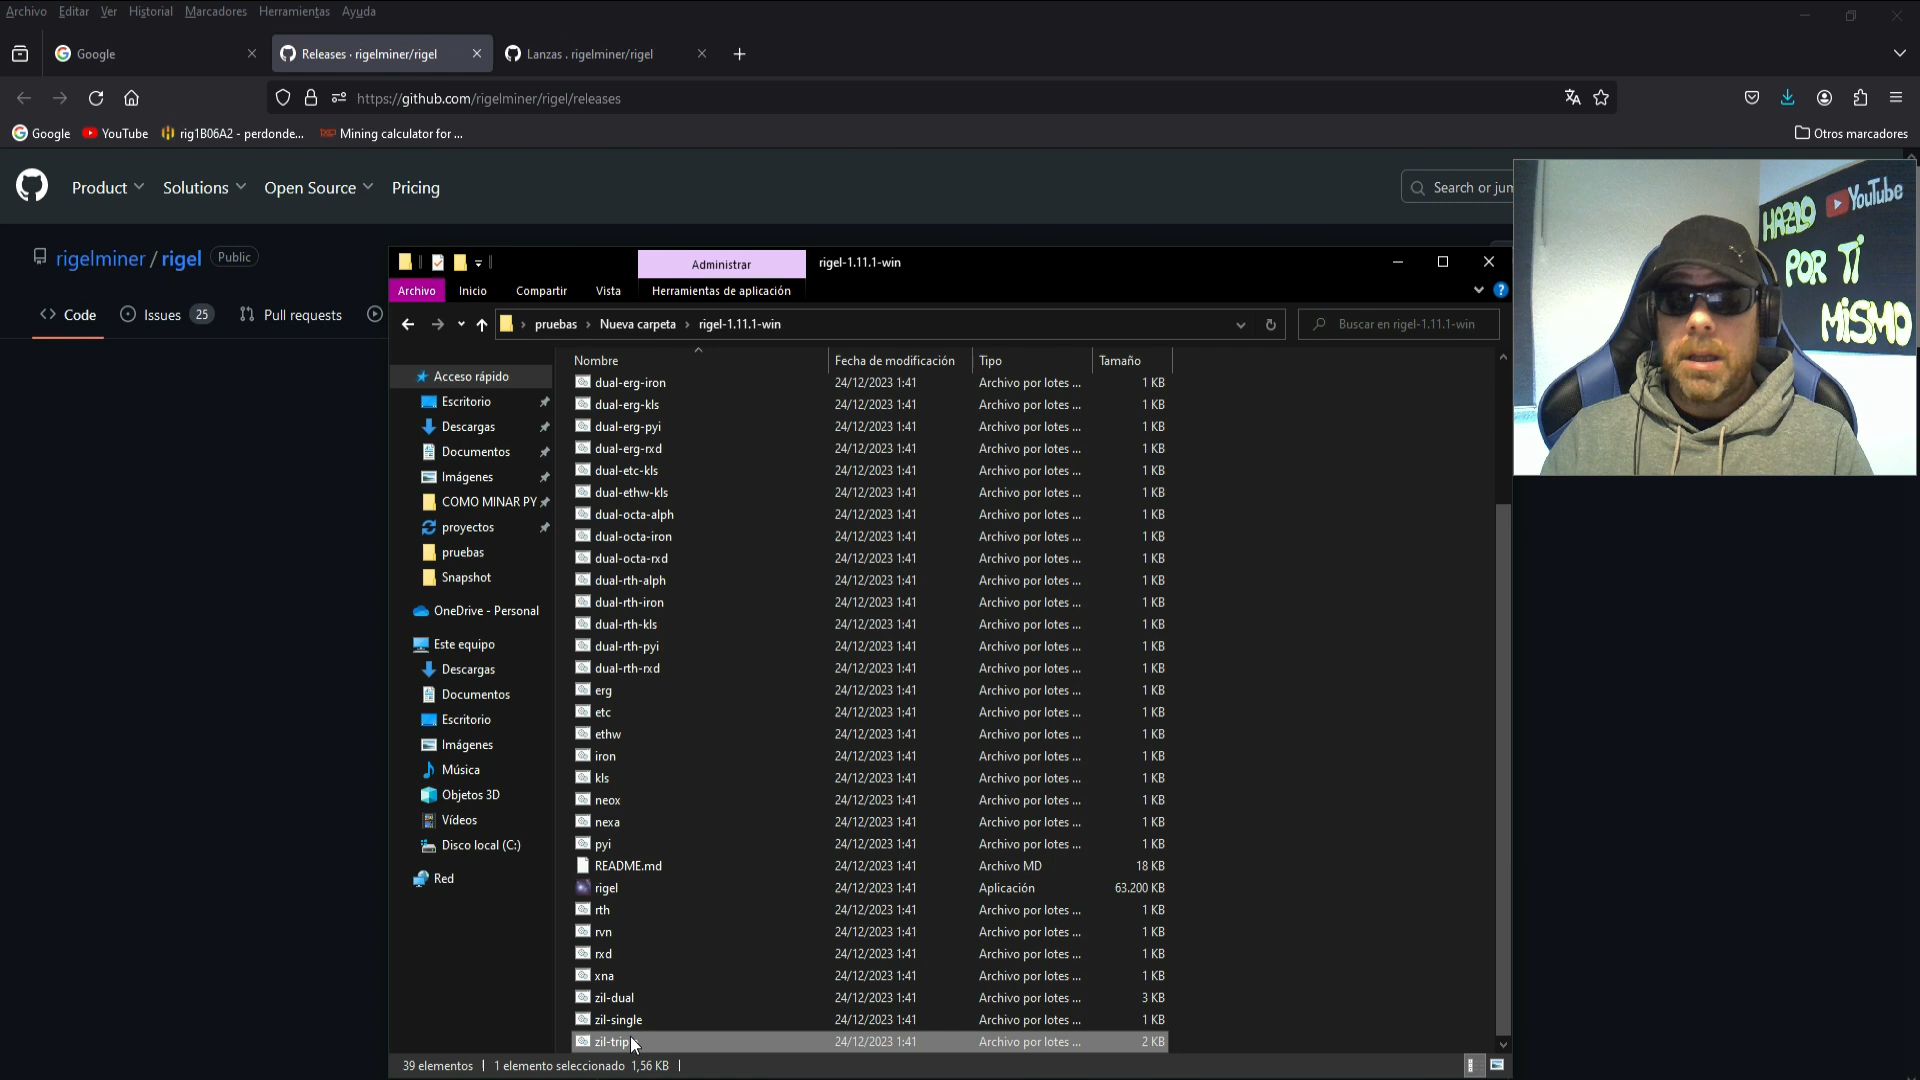 Archivo Editar Ver Historial Marcadores Herramientas Ayuda
Google
Releases · rigelminer/rigel
Lanzas . rigelminer/rigel
https://github.com/rigelminer/rigel/releases
Google YouTube rig1B06A2 - perdonde... Mining calculator for ...
Otros marcadores
Product Solutions Open Source Pricing
Search or jum
rigelminer / rigel Public
Code Issues 25 Pull requests
HAZLO
POR TI
MISMO
YouTube
Administrar rigel-1.11.1-win
Archivo Inicio Compartir Vista Herramientas de aplicación
pruebas › Nueva carpeta › rigel-1.11.1-win
Buscar en rigel-1.11.1-win
Acceso rápido
Escritorio
Descargas
Documentos
Imágenes
COMO MINAR PY
proyectos
pruebas
Snapshot
OneDrive - Personal
Este equipo
Descargas
Documentos
Escritorio
Imágenes
Música
Objetos 3D
Vídeos
Disco local (C:)
Red
Nombre Fecha de modificación Tipo Tamaño
dual-erg-iron 24/12/2023 1:41 Archivo por lotes ... 1 KB
dual-erg-kls 24/12/2023 1:41 Archivo por lotes ... 1 KB
dual-erg-pyi 24/12/2023 1:41 Archivo por lotes ... 1 KB
dual-erg-rxd 24/12/2023 1:41 Archivo por lotes ... 1 KB
dual-etc-kls 24/12/2023 1:41 Archivo por lotes ... 1 KB
dual-ethw-kls 24/12/2023 1:41 Archivo por lotes ... 1 KB
dual-octa-alph 24/12/2023 1:41 Archivo por lotes ... 1 KB
dual-octa-iron 24/12/2023 1:41 Archivo por lotes ... 1 KB
dual-octa-rxd 24/12/2023 1:41 Archivo por lotes ... 1 KB
dual-rth-alph 24/12/2023 1:41 Archivo por lotes ... 1 KB
dual-rth-iron 24/12/2023 1:41 Archivo por lotes ... 1 KB
dual-rth-kls 24/12/2023 1:41 Archivo por lotes ... 1 KB
dual-rth-pyi 24/12/2023 1:41 Archivo por lotes ... 1 KB
dual-rth-rxd 24/12/2023 1:41 Archivo por lotes ... 1 KB
erg 24/12/2023 1:41 Archivo por lotes ... 1 KB
etc 24/12/2023 1:41 Archivo por lotes ... 1 KB
ethw 24/12/2023 1:41 Archivo por lotes ... 1 KB
iron 24/12/2023 1:41 Archivo por lotes ... 1 KB
kls 24/12/2023 1:41 Archivo por lotes ... 1 KB
neox 24/12/2023 1:41 Archivo por lotes ... 1 KB
nexa 24/12/2023 1:41 Archivo por lotes ... 1 KB
pyi 24/12/2023 1:41 Archivo por lotes ... 1 KB
README.md 24/12/2023 1:41 Archivo MD 18 KB
rigel 24/12/2023 1:41 Aplicación 63.200 KB
rth 24/12/2023 1:41 Archivo por lotes ... 1 KB
rvn 24/12/2023 1:41 Archivo por lotes ... 1 KB
rxd 24/12/2023 1:41 Archivo por lotes ... 1 KB
xna 24/12/2023 1:41 Archivo por lotes ... 1 KB
zil-dual 24/12/2023 1:41 Archivo por lotes ... 3 KB
zil-single 24/12/2023 1:41 Archivo por lotes ... 1 KB
zil-trip 24/12/2023 1:41 Archivo por lotes ... 2 KB
39 elementos 1 elemento seleccionado 1,56 KB